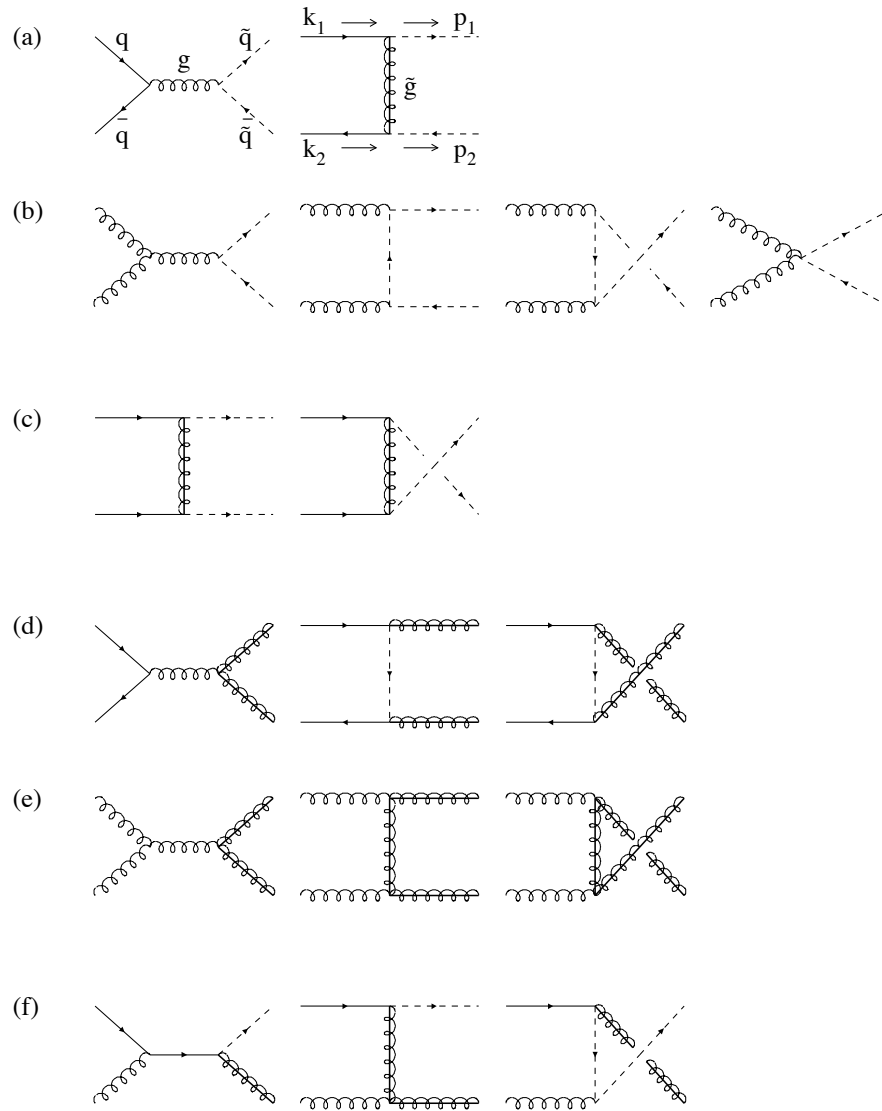 (a) q g q̃ k₁ p₁
q̄ q̃̄ g̃ k₂ p₂
(b)
(c)
(d)
(e)
(f)